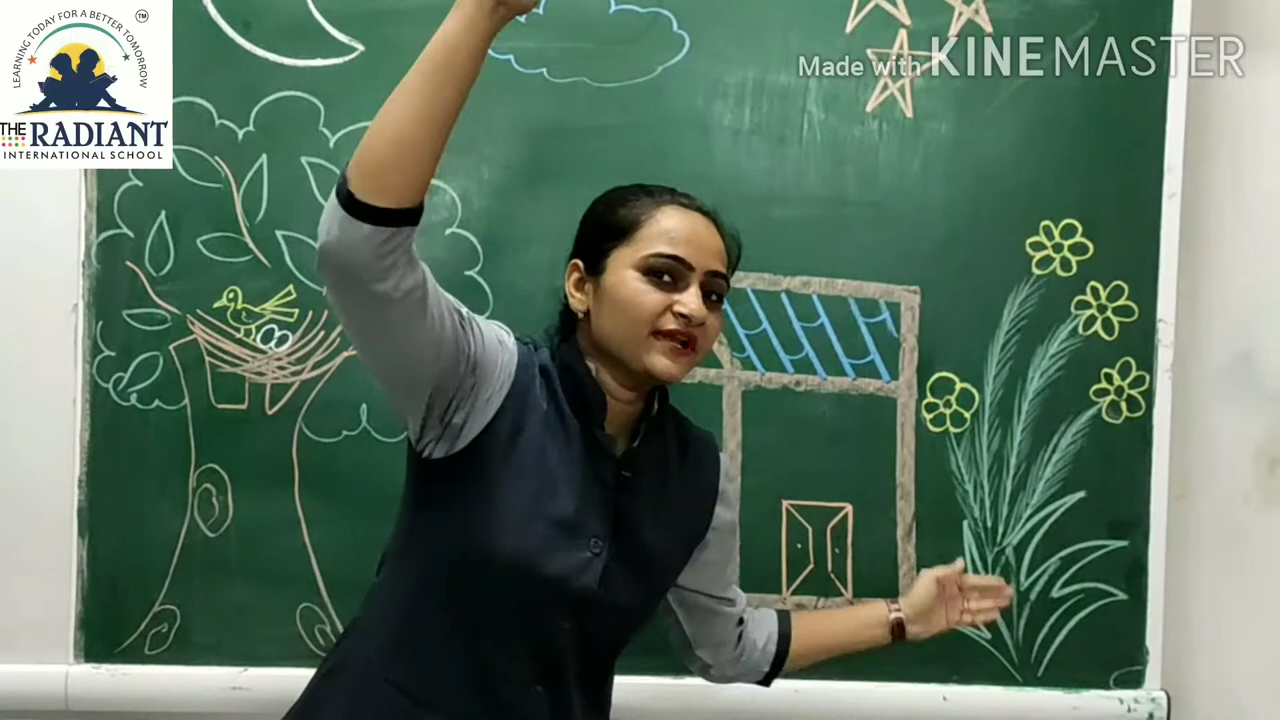 LEARNING TODAY FOR A BETTER TOMORROW
TM
THE RADIANT
INTERNATIONAL SCHOOL
Made with KINEMASTER